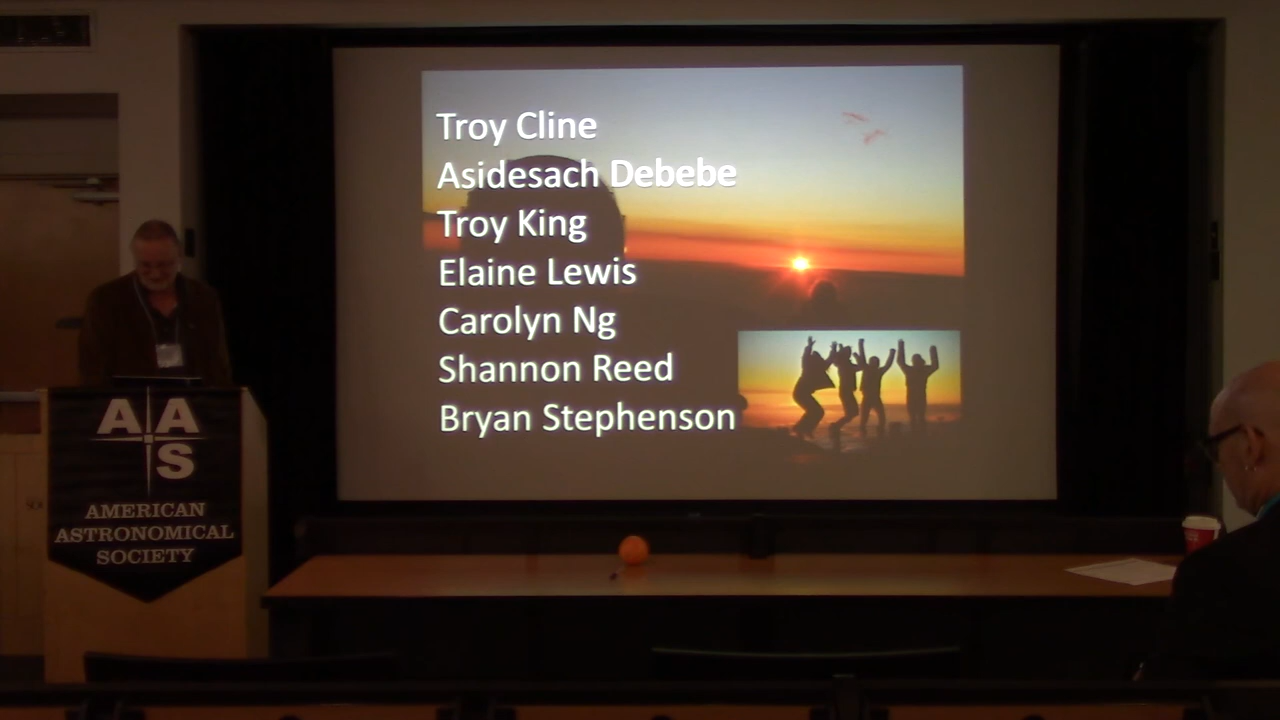 Troy Cline
Asidesach Debebe
Troy King
Elaine Lewis
Carolyn Ng
Shannon Reed
Bryan Stephenson
A A
S
AMERICAN
ASTRONOMICAL
SOCIETY